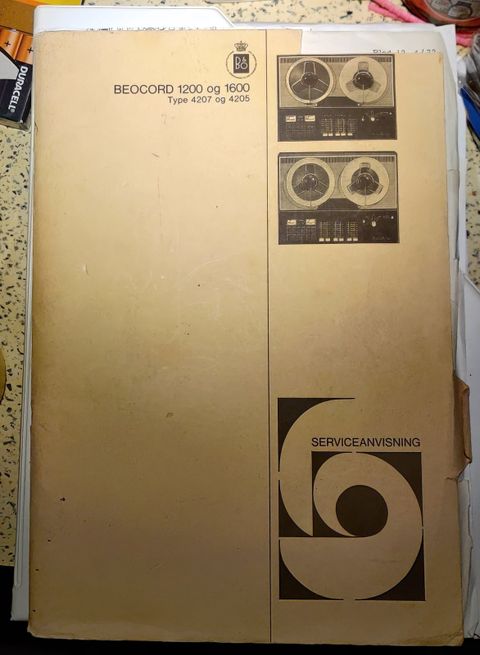 B&O
BEOCORD 1200 og 1600
Type 4207 og 4205
SERVICEANVISNING
DURACELL